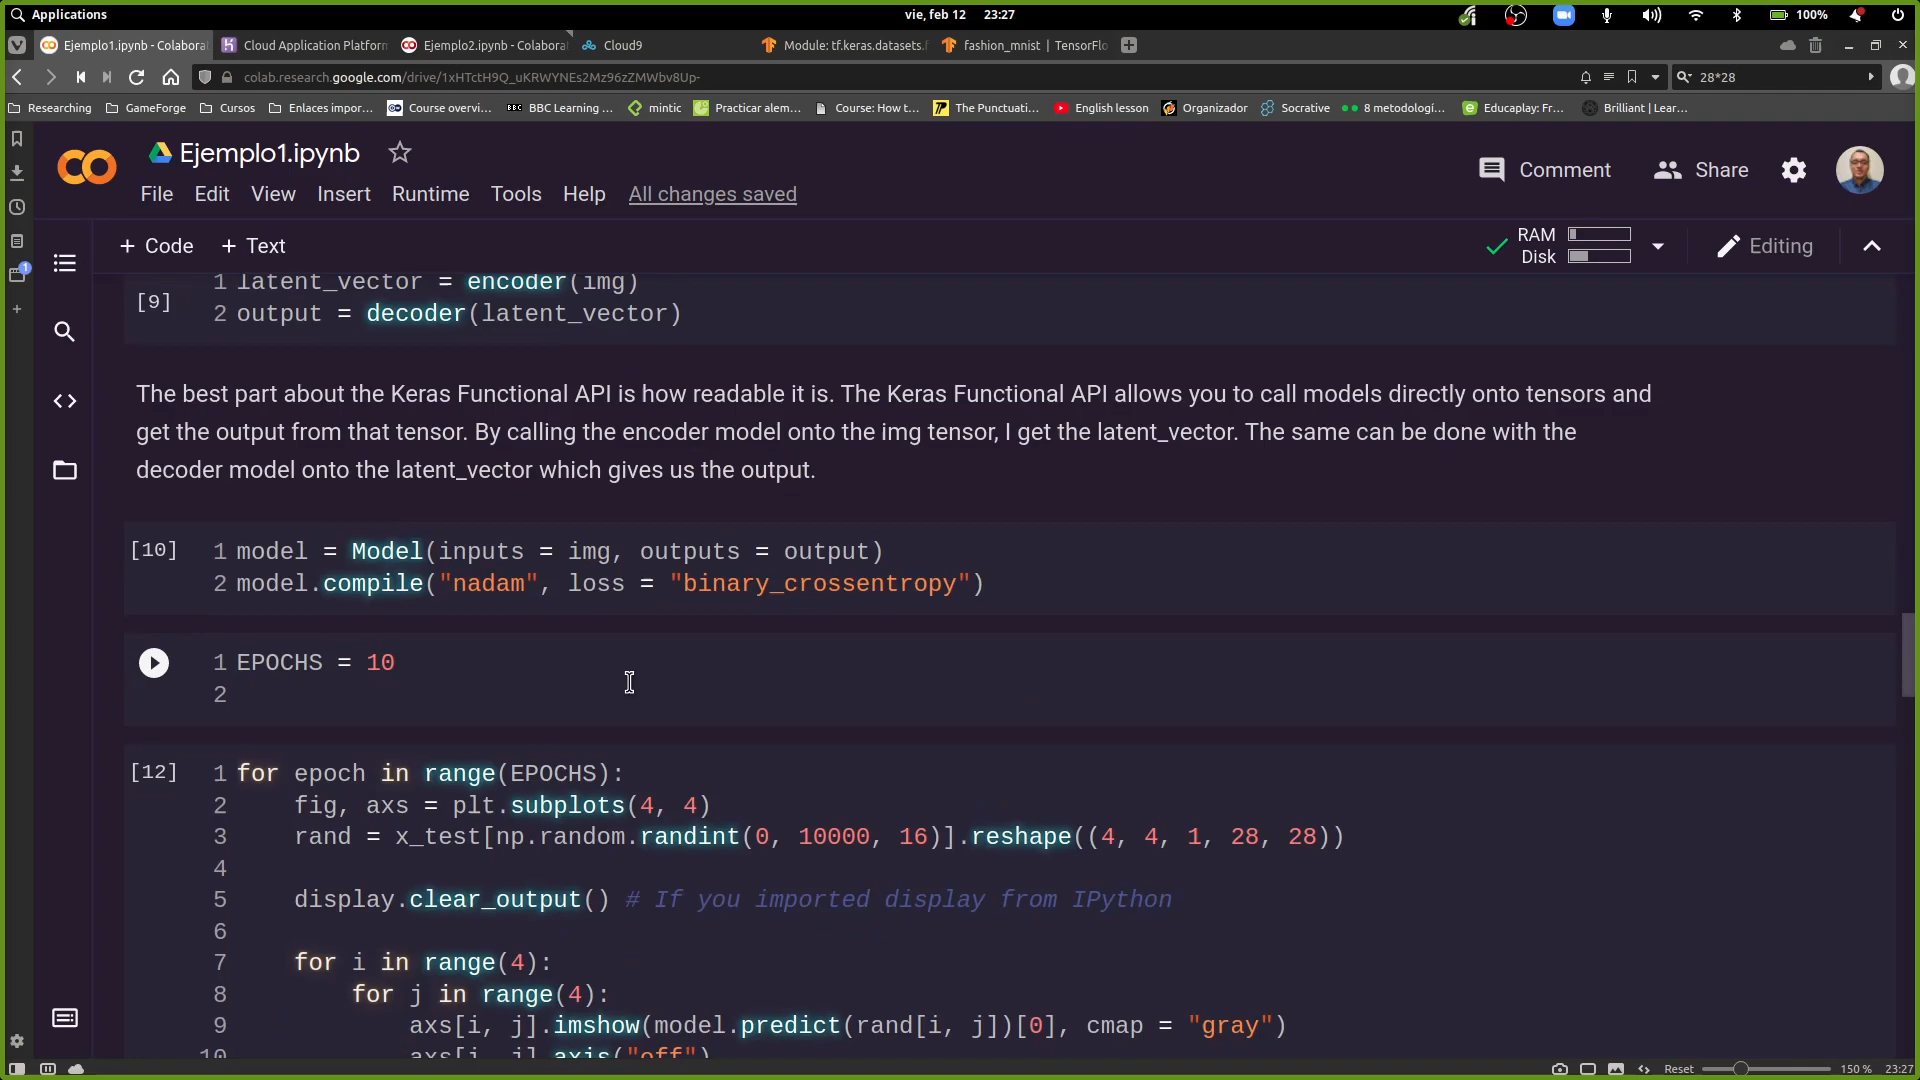 Applications
vie, feb 12 23:27
100%
Ejemplo1.ipynb - Colabora
Cloud Application Platforn
Ejemplo2.ipynb - Colabora
Cloud9
Module: tf.keras.datasets.f
fashion_mnist | TensorFlo
colab.research.google.com/drive/1xHTctH9Q_uKRWYNEs2Mz96zZMWbv8Up-
28*28
Researching
GameForge
Cursos
Enlaces impor...
Course overvi...
BBC Learning ...
mintic
Practicar alem...
Course: How t...
The Punctuati...
English lesson
Organizador
Socrative
8 metodologí...
Educaplay: Fr...
Brilliant | Lear...
Ejemplo1.ipynb
Comment
Share
File Edit View Insert Runtime Tools Help All changes saved
+ Code + Text
RAM
Disk
Editing
[9]
1 latent_vector = encoder(img)
2 output = decoder(latent_vector)
The best part about the Keras Functional API is how readable it is. The Keras Functional API allows you to call models directly onto tensors and
get the output from that tensor. By calling the encoder model onto the img tensor, I get the latent_vector. The same can be done with the
decoder model onto the latent_vector which gives us the output.
[10] 1 model = Model(inputs = img, outputs = output)
2 model.compile("nadam", loss = "binary_crossentropy")
1 EPOCHS = 10
2
[12] 1 for epoch in range(EPOCHS):
2 fig, axs = plt.subplots(4, 4)
3 rand = x_test[np.random.randint(0, 10000, 16)].reshape((4, 4, 1, 28, 28))
4
5 display.clear_output() # If you imported display from IPython
6
7 for i in range(4):
8 for j in range(4):
9 axs[i, j].imshow(model.predict(rand[i, j])[0], cmap = "gray")
10 axs[i, j].axis("off")
Reset
150 %
23:27